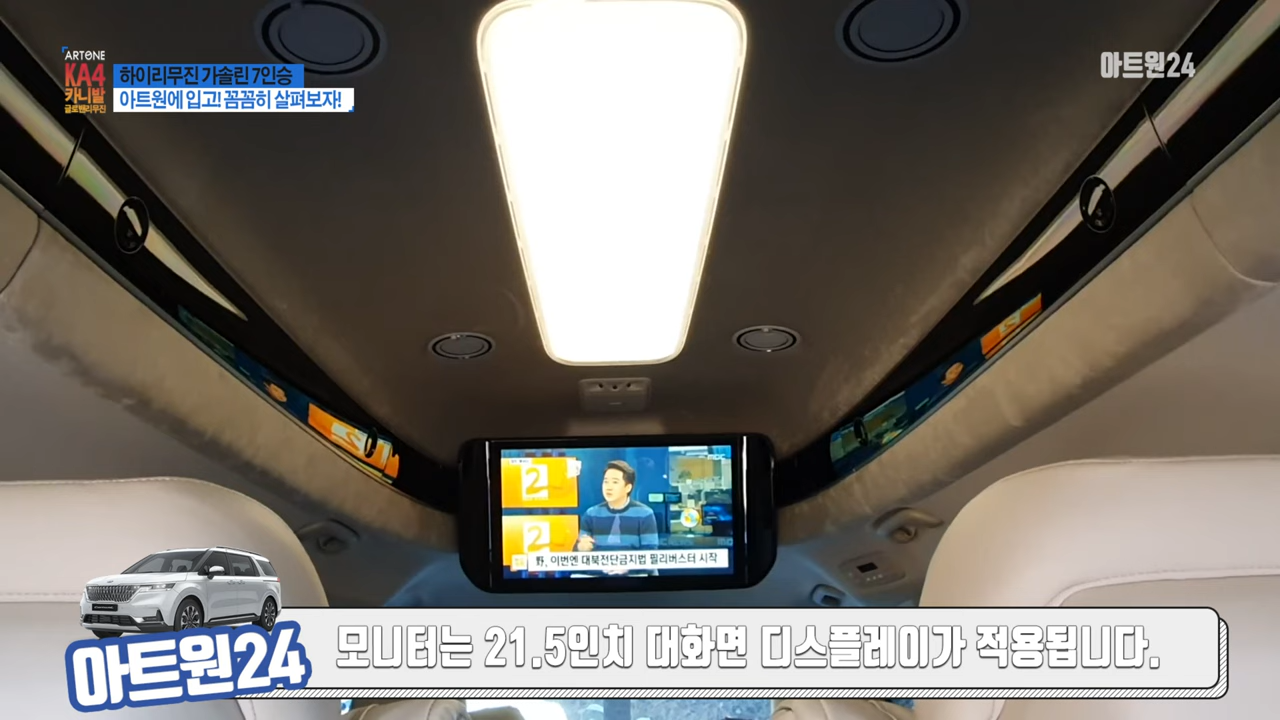 ARTONE
KA4
카니발
글로벌리무진
하이리무진 가솔린 7인승
아트원에 입고! 꼼꼼히 살펴보자!
아트원24
2
2
野, 이번엔 대북전단금지법 필리버스터 시작
아트원24
모니터는 21.5인치 대화면 디스플레이가 적용됩니다.